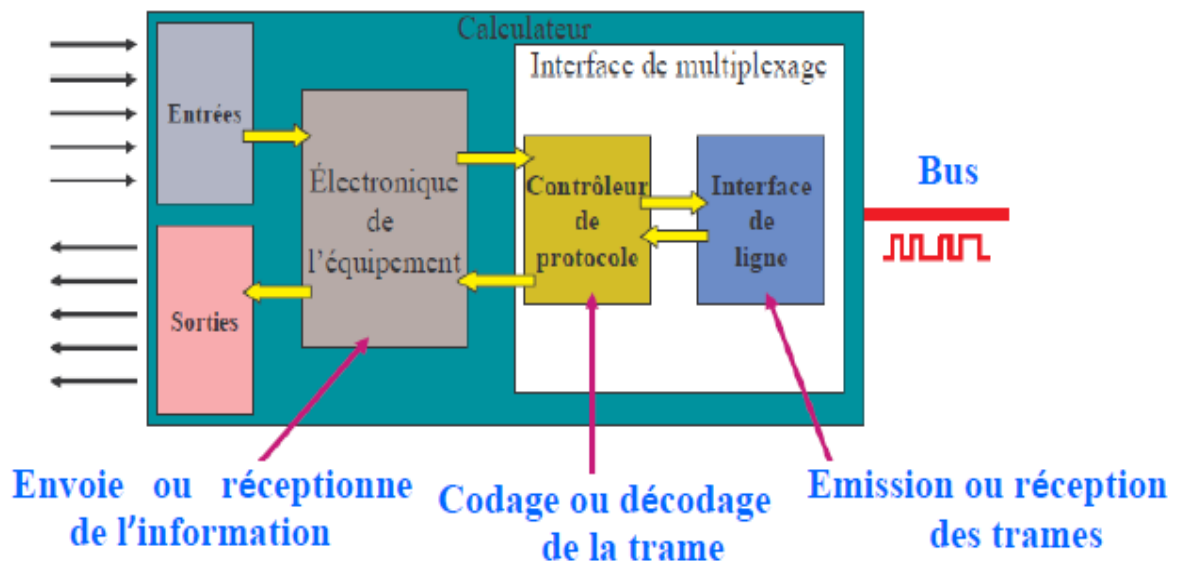 Calculateur
Interface de multiplexage
Entrées
Électronique
de
l'équipement
Contrôleur
de
protocole
Interface
de
ligne
Bus
Sorties
Envoie ou réceptionne
de l'information
Codage ou décodage
de la trame
Emission ou réception
des trames